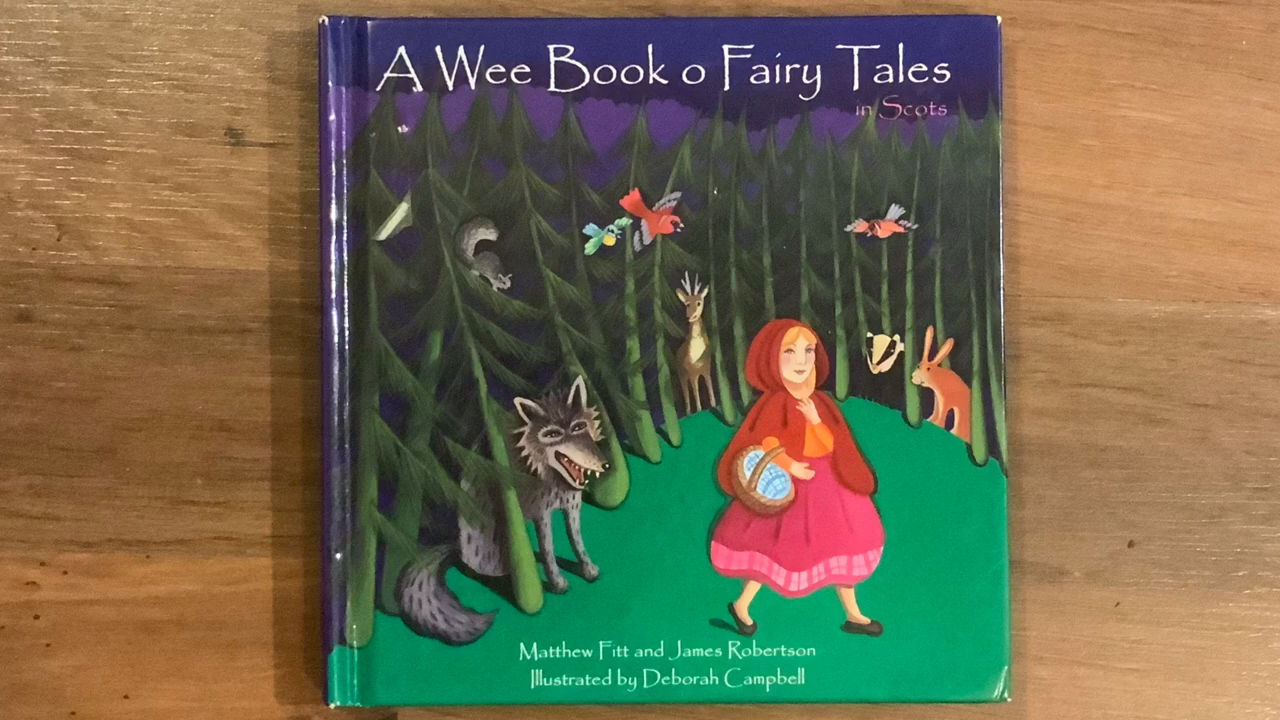 A Wee Book o Fairy Tales
in Scots
Matthew Fitt and James Robertson
Illustrated by Deborah Campbell